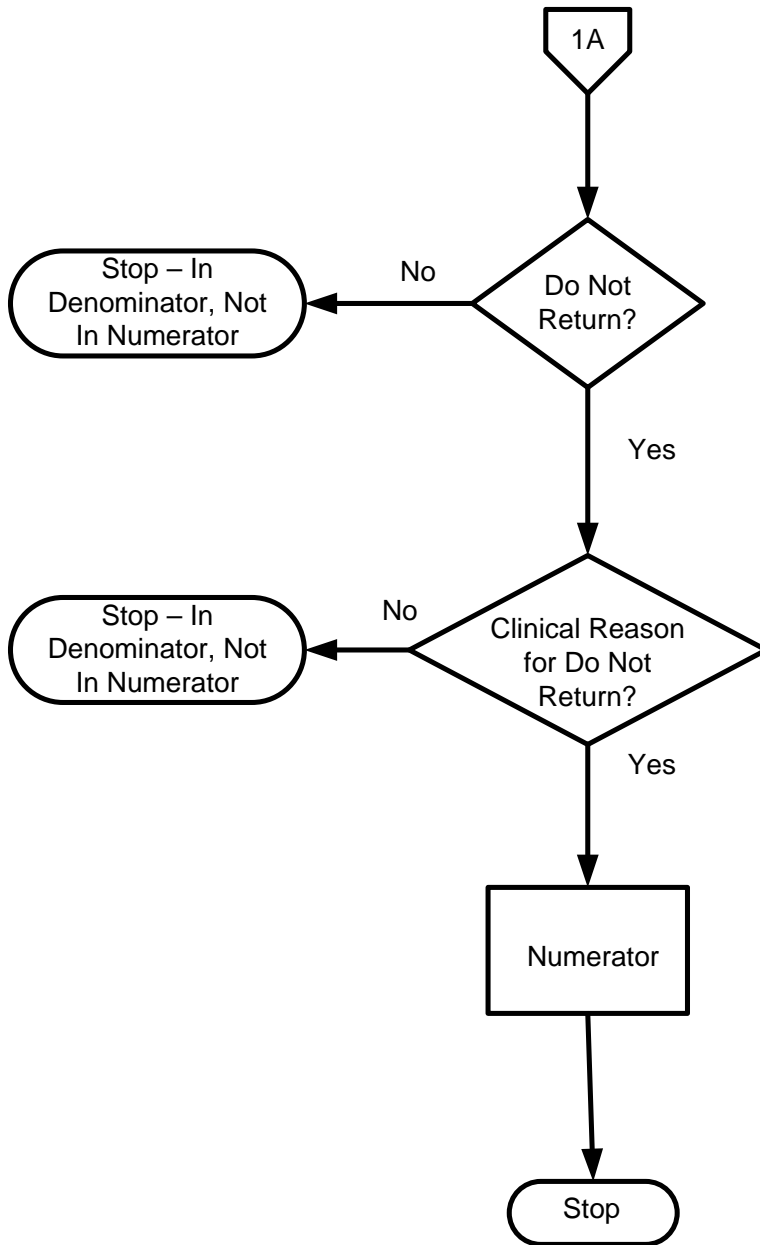 1A
Stop – In
Denominator, Not
In Numerator
No
Do Not
Return?
Yes
Stop – In
Denominator, Not
In Numerator
No
Clinical Reason
for Do Not
Return?
Yes
Numerator
Stop